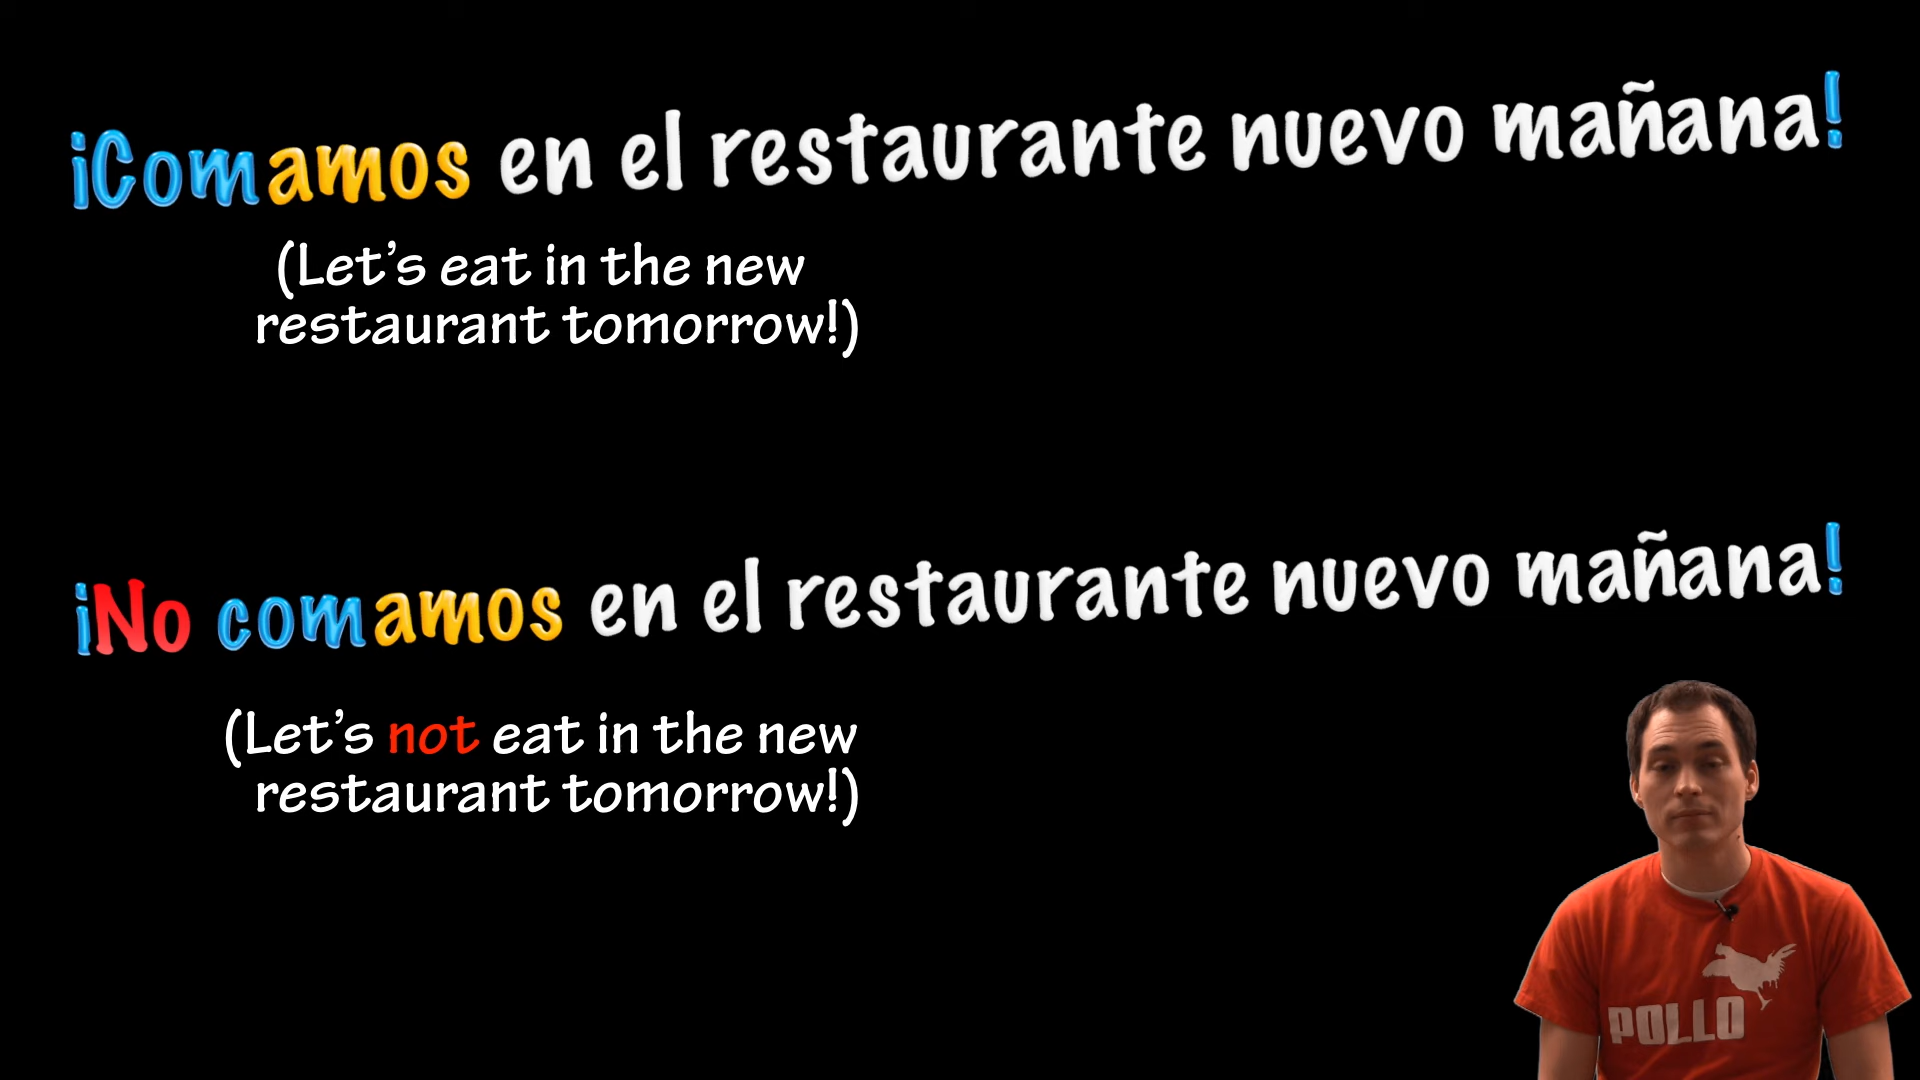 ¡Comamos en el restaurante nuevo mañana!
(Let's eat in the new
restaurant tomorrow!)
¡No comamos en el restaurante nuevo mañana!
(Let's not eat in the new
restaurant tomorrow!)
POLLO